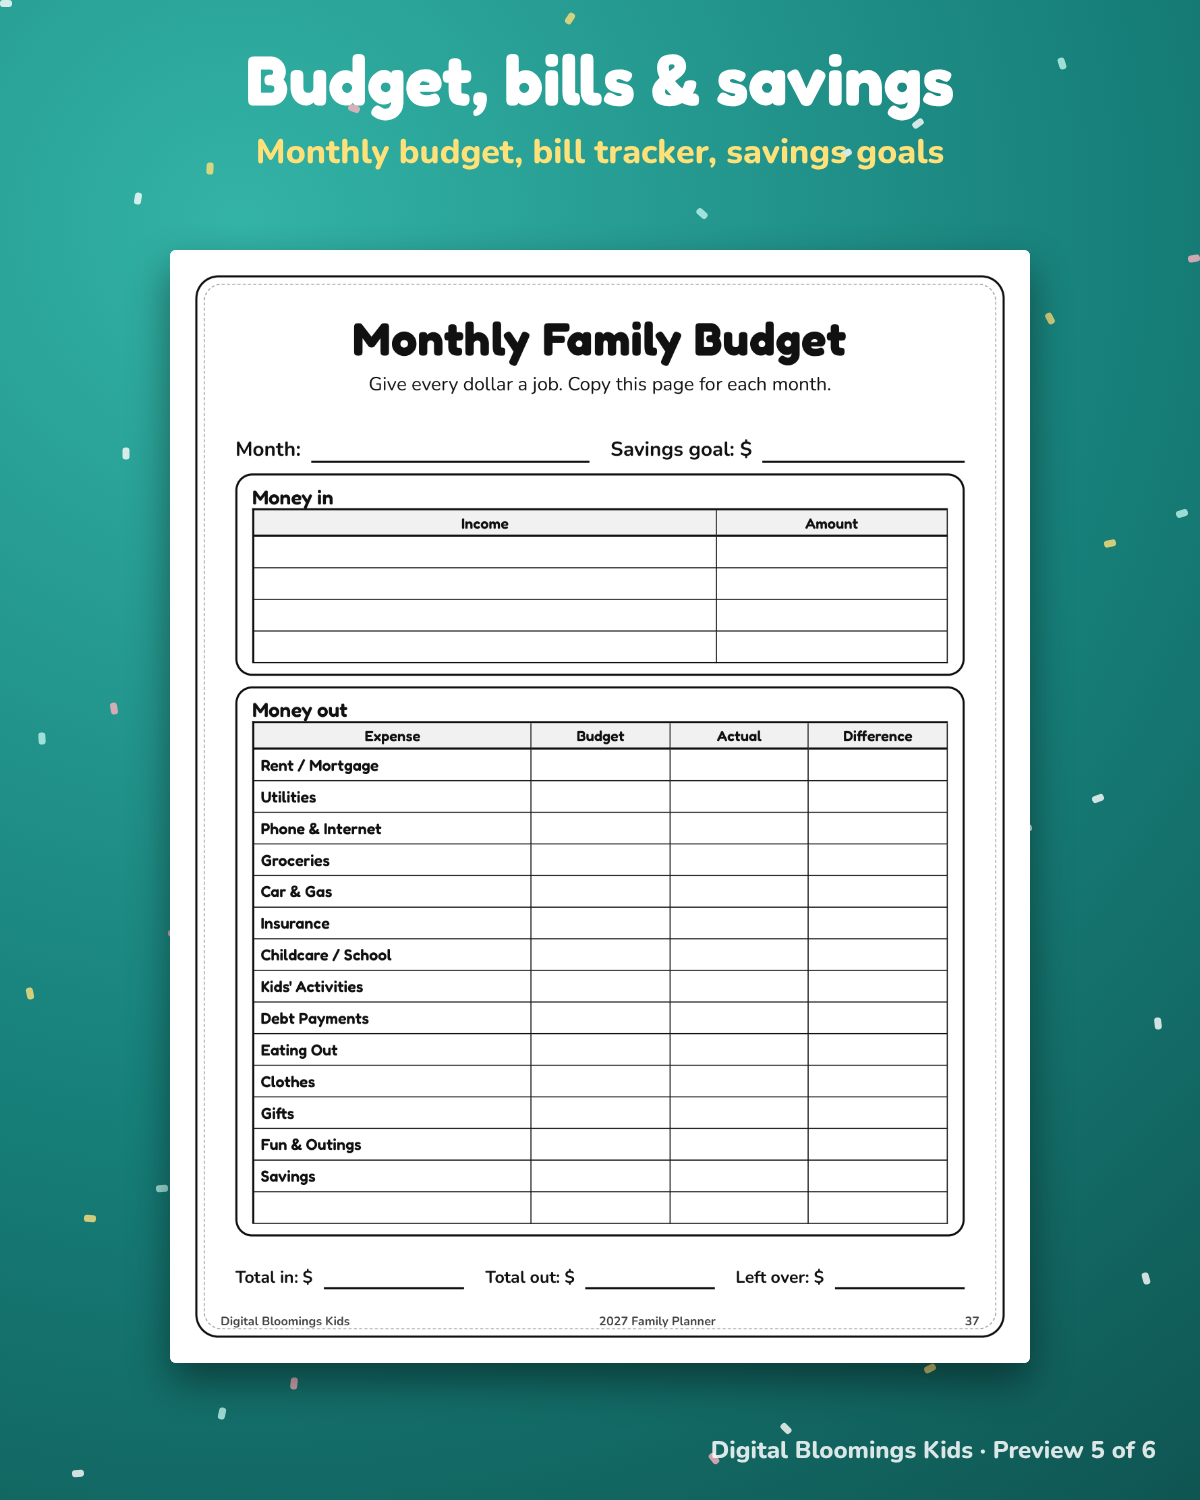 Budget, bills & savings
Monthly budget, bill tracker, savings goals
Monthly Family Budget
Give every dollar a job. Copy this page for each month.
Month: Savings goal: $
Money in
Income Amount
Money out
Expense Budget Actual Difference
Rent / Mortgage
Utilities
Phone & Internet
Groceries
Car & Gas
Insurance
Childcare / School
Kids' Activities
Debt Payments
Eating Out
Clothes
Gifts
Fun & Outings
Savings
Total in: $ Total out: $ Left over: $
Digital Bloomings Kids 2027 Family Planner 37
Digital Bloomings Kids · Preview 5 of 6